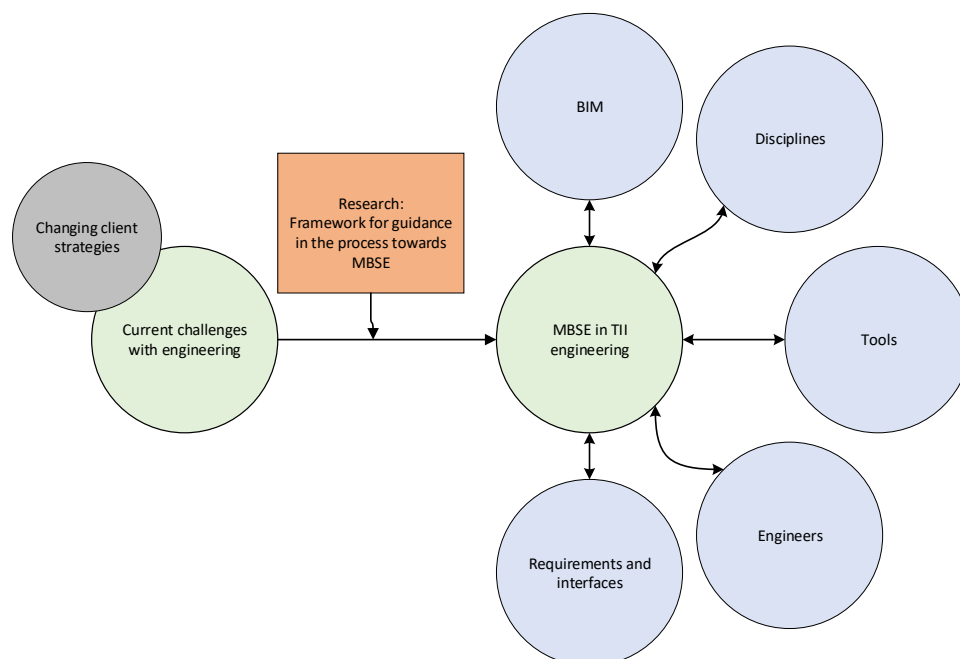 BIM
Disciplines
Changing client
strategies
Research:
Framework for guidance
in the process towards
MBSE
Current challenges
with engineering
MBSE in TII
engineering
Tools
Engineers
Requirements and
interfaces